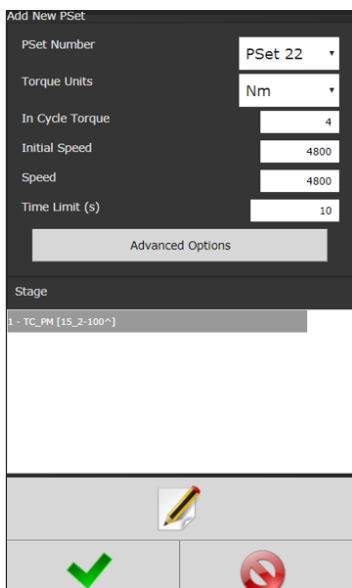 Add New PSet
PSet Number PSet 22
Torque Units Nm
In Cycle Torque 4
Initial Speed 4800
Speed 4800
Time Limit (s) 10
Advanced Options
Stage
1 - TC_PM [15_2-100^]